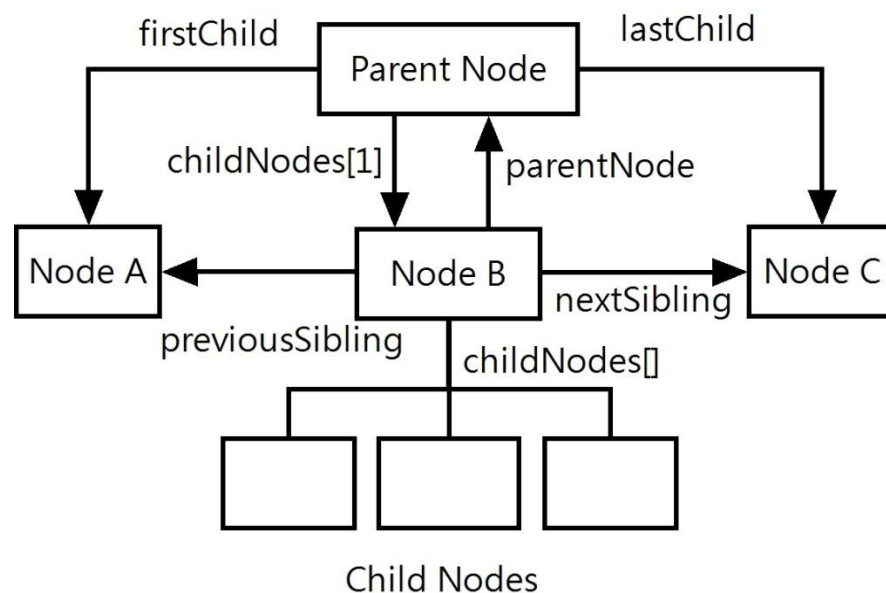 firstChild
lastChild
Parent Node
childNodes[1]
parentNode
Node A
Node B
Node C
previousSibling
nextSibling
childNodes[]
Child Nodes